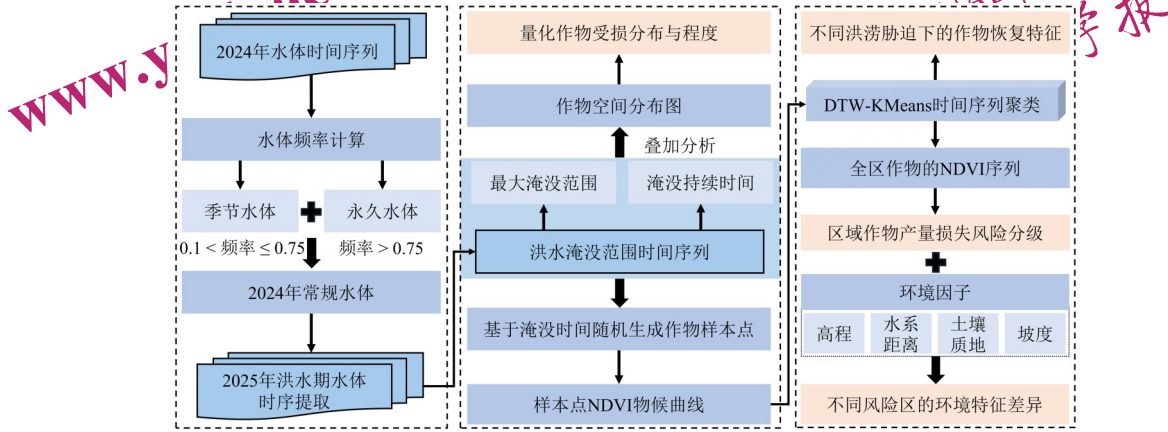 www.y
学报
2024年水体时间序列
水体频率计算
季节水体
永久水体
0.1 < 频率 ≤ 0.75
频率 > 0.75
2024年常规水体
2025年洪水期水体
时序提取
量化作物受损分布与程度
作物空间分布图
叠加分析
最大淹没范围
淹没持续时间
洪水淹没范围时间序列
基于淹没时间随机生成作物样本点
样本点NDVI物候曲线
不同洪涝胁迫下的作物恢复特征
DTW-KMeans时间序列聚类
全区作物的NDVI序列
区域作物产量损失风险分级
环境因子
高程
水系
距离
土壤
质地
坡度
不同风险区的环境特征差异